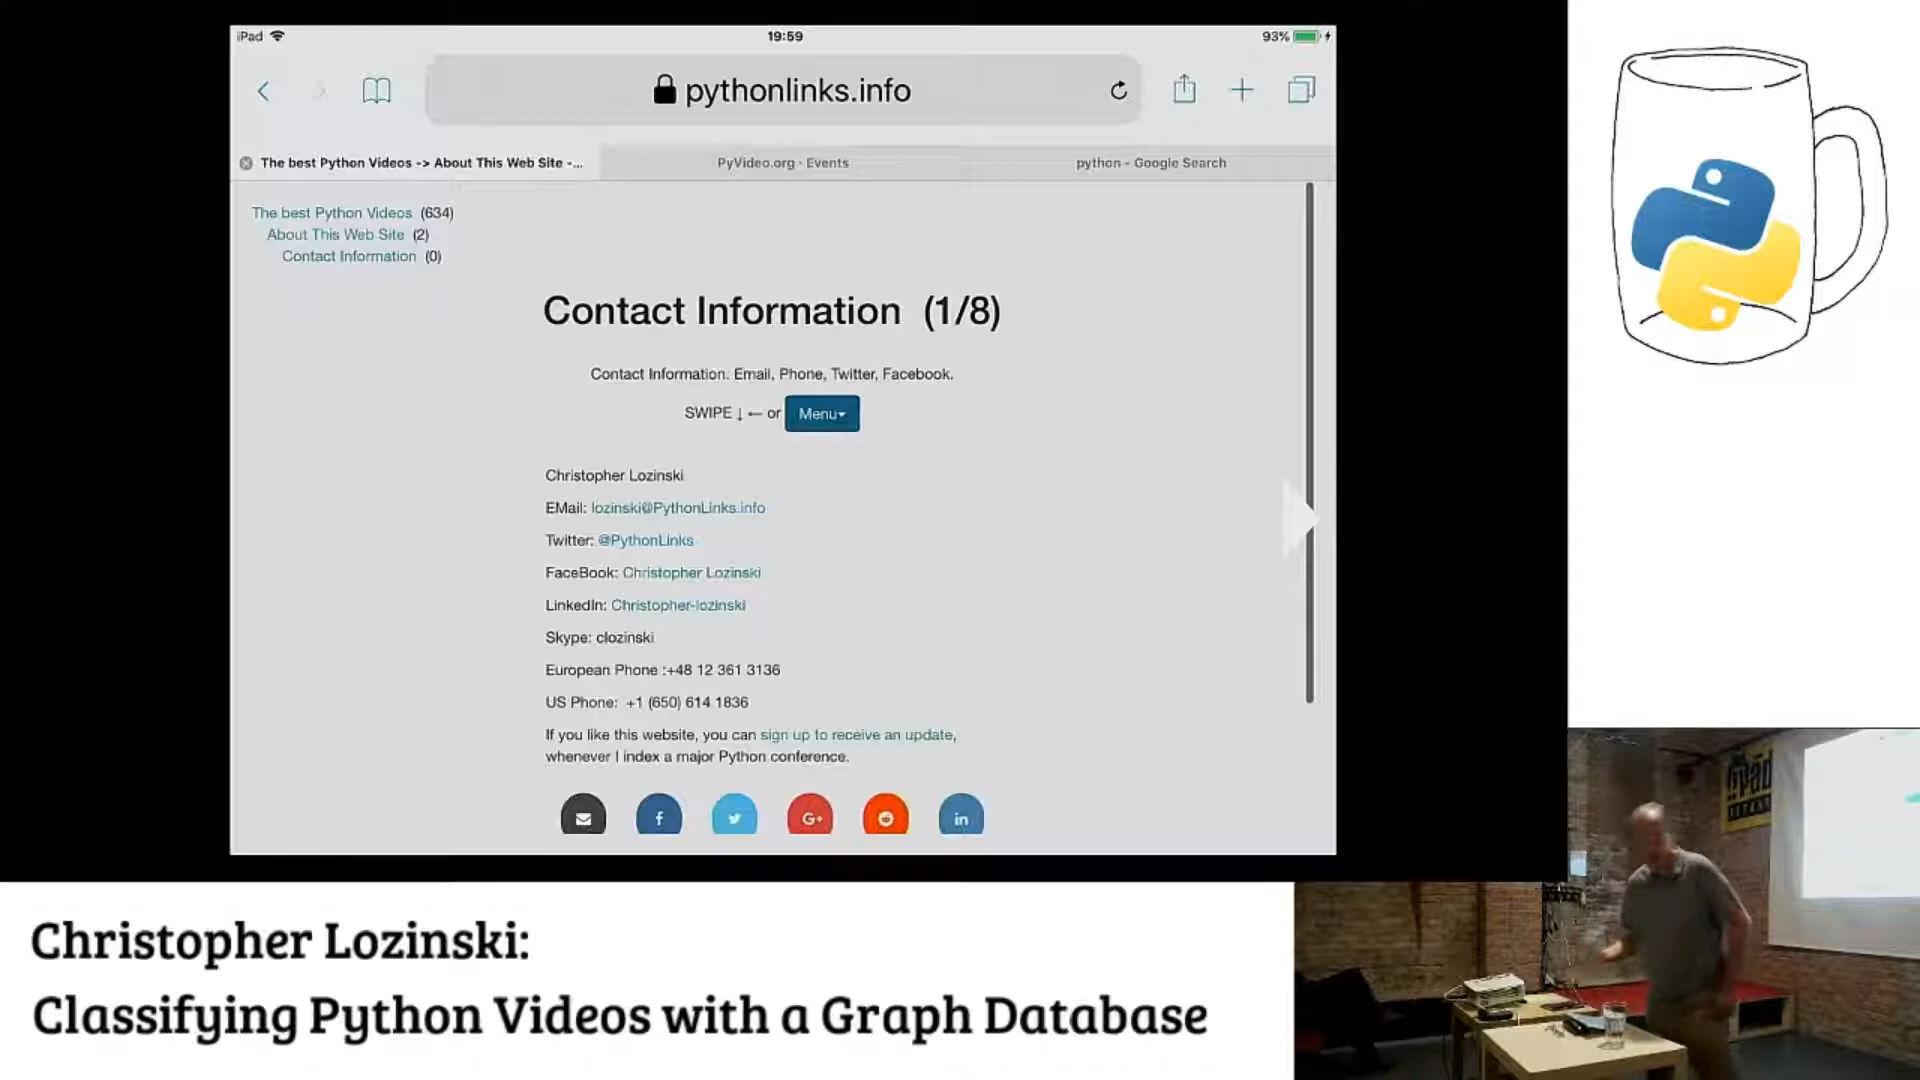 iPad
19:59
93%
pythonlinks.info
The best Python Videos -> About This Web Site -...
PyVideo.org - Events
python - Google Search
The best Python Videos (634)
About This Web Site (2)
Contact Information (0)
Contact Information (1/8)
Contact Information. Email, Phone, Twitter, Facebook.
SWIPE ↓ ← or Menu
Christopher Lozinski
EMail: lozinski@PythonLinks.info
Twitter: @PythonLinks
FaceBook: Christopher Lozinski
LinkedIn: Christopher-lozinski
Skype: clozinski
European Phone :+48 12 361 3136
US Phone: +1 (650) 614 1836
If you like this website, you can sign up to receive an update,
whenever I index a major Python conference.
f G+ in
Christopher Lozinski:
Classifying Python Videos with a Graph Database